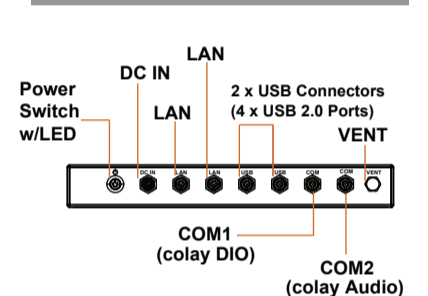 LAN
DC IN
Power
Switch
w/LED
LAN
2 x USB Connectors
(4 x USB 2.0 Ports)
VENT
DC IN LAN LAN USB USB COM COM VENT
COM1
(colay DIO)
COM2
(colay Audio)